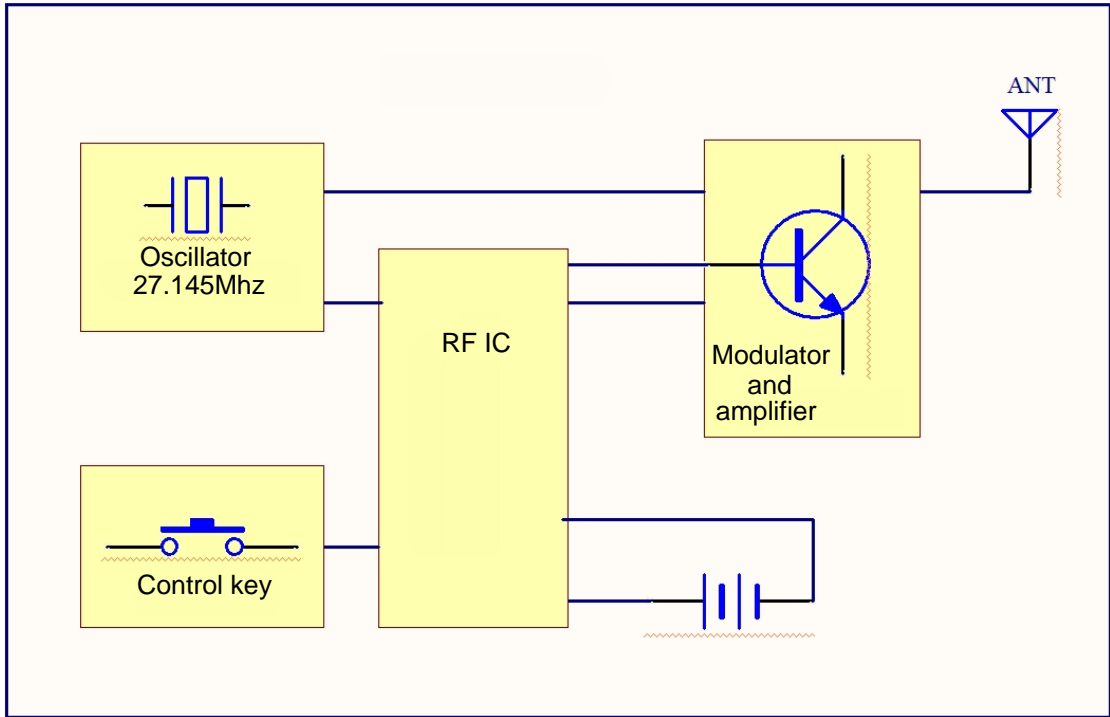 ANT
Oscillator
27.145Mhz
RF IC
Modulator
and
amplifier
Control key